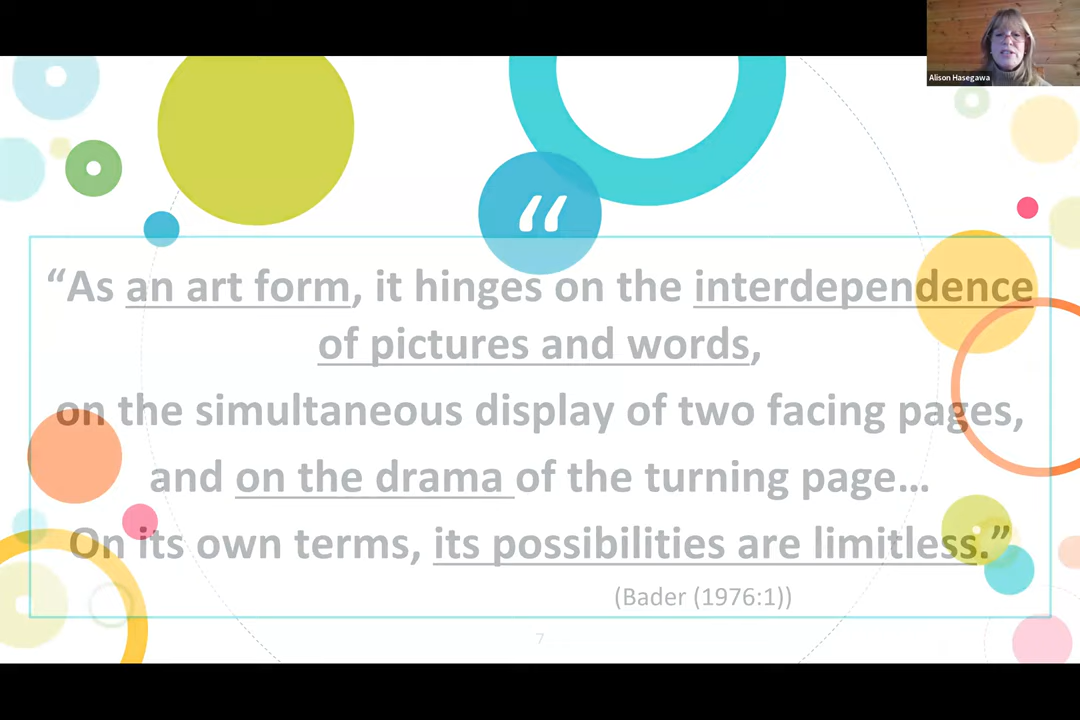 Alison Hasegawa
“
“As an art form, it hinges on the interdependence
of pictures and words,
on the simultaneous display of two facing pages,
and on the drama of the turning page...
On its own terms, its possibilities are limitless.”
(Bader (1976:1))
7